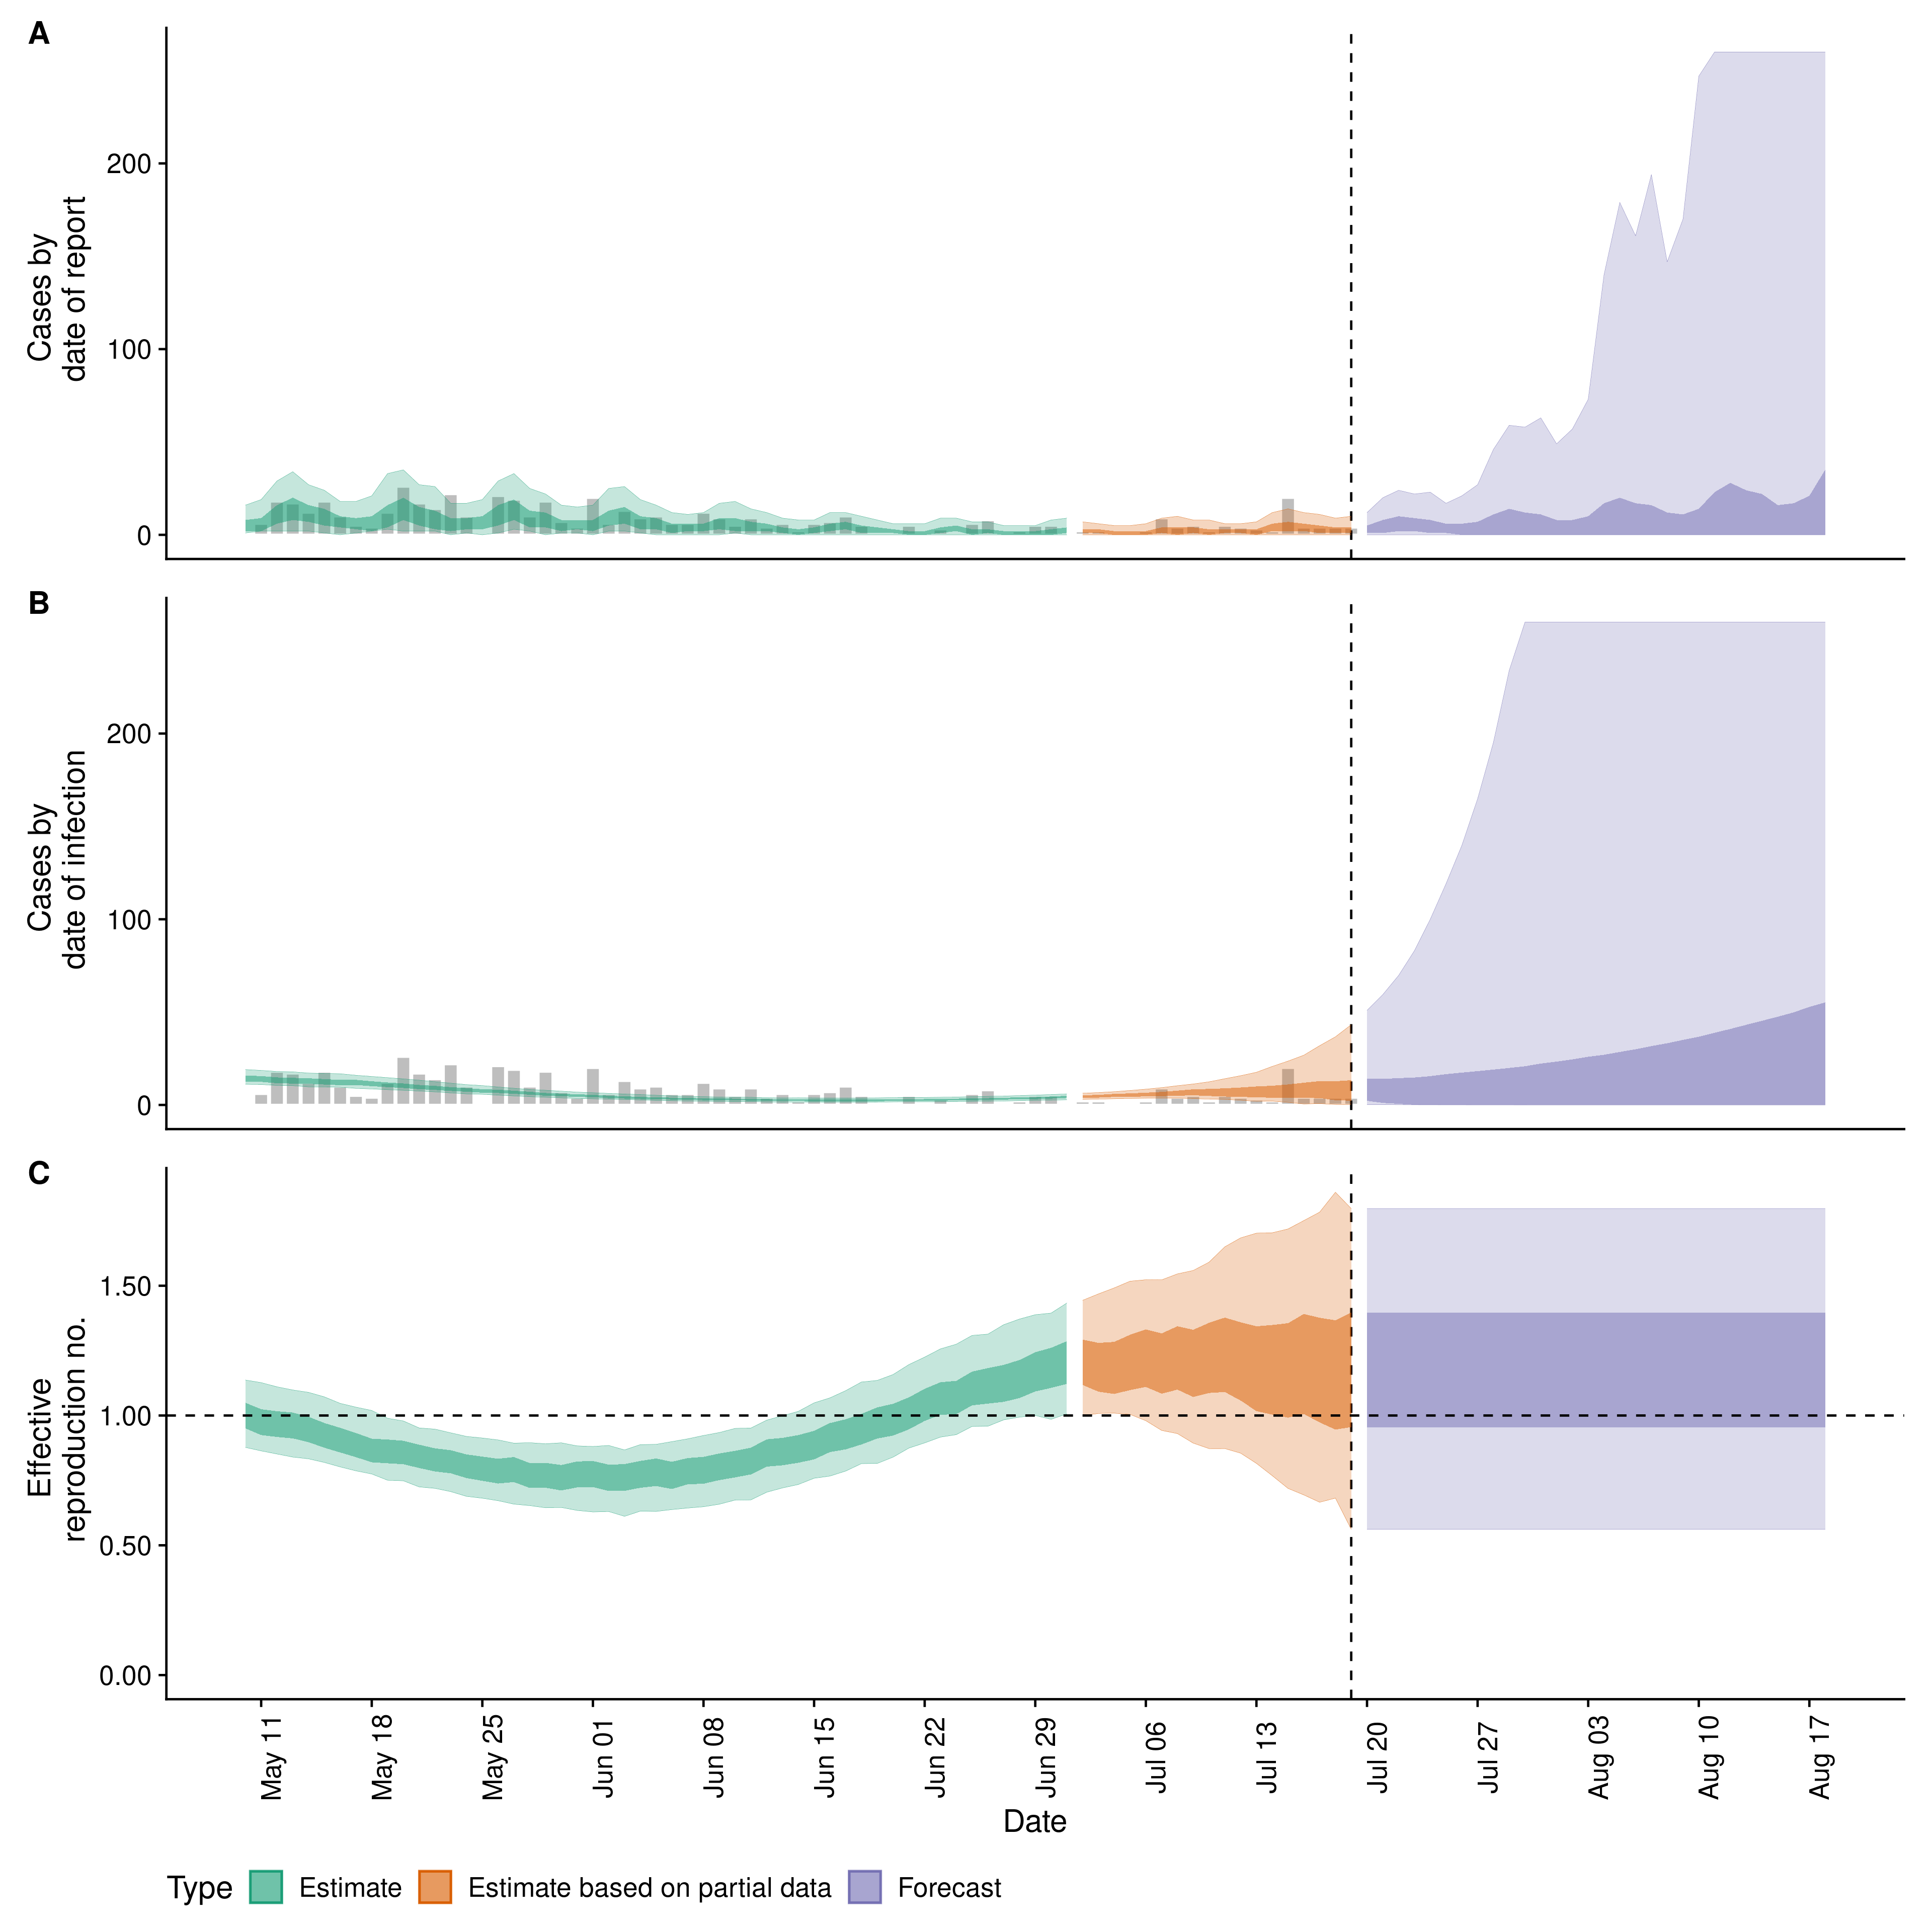 A
Cases by
date of report
200
100
0
B
Cases by
date of infection
200
100
0
C
Effective
reproduction no.
1.50
1.00
0.50
0.00
May 11
May 18
May 25
Jun 01
Jun 08
Jun 15
Jun 22
Jun 29
Jul 06
Jul 13
Jul 20
Jul 27
Aug 03
Aug 10
Aug 17
Date
Type Estimate Estimate based on partial data Forecast